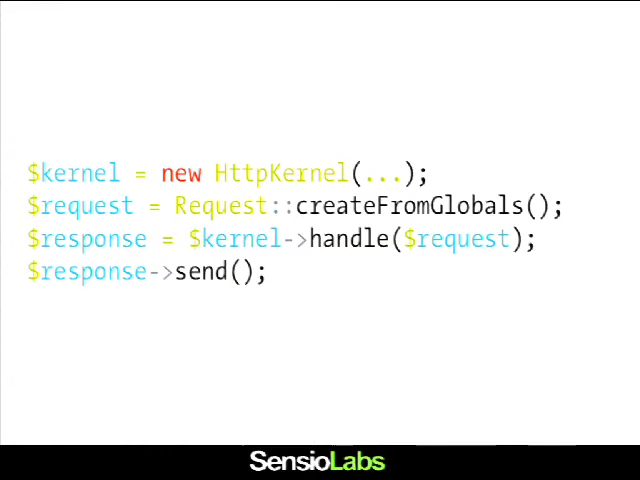 $kernel = new HttpKernel(...);
$request = Request::createFromGlobals();
$response = $kernel->handle($request);
$response->send();
SensioLabs